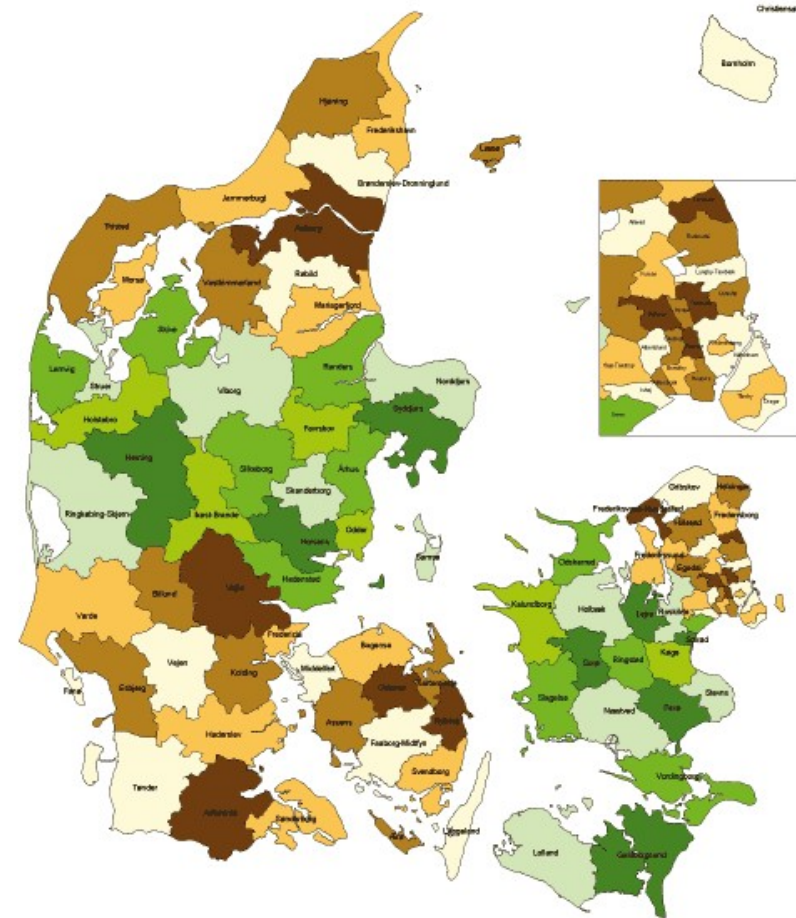 Christiansø
Bornholm
Hjørring
Frederikshavn
Læsø
Brønderslev-Dronninglund
Jammerbugt
Thisted
Aalborg
Morsø
Vesthimmerland
Rebild
Mariagerfjord
Skive
Lemvig
Struer
Viborg
Randers
Norddjurs
Holstebro
Favrskov
Syddjurs
Herning
Silkeborg
Århus
Skanderborg
Ringkøbing-Skjern
Ikast-Brande
Horsens
Odder
Samsø
Hedensted
Billund
Vejle
Varde
Fredericia
Vejen
Kolding
Fanø
Esbjerg
Haderslev
Tønder
Aabenraa
Sønderborg
Middelfart
Bogense
Odense
Kerteminde
Assens
Nyborg
Faaborg-Midtfyn
Svendborg
Ærø
Langeland
Gribskov
Helsingør
Hillerød
Fredensborg
Frederikssund
Egedal
Odsherred
Kalundborg
Holbæk
Lejre
Roskilde
Solrød
Sorø
Ringsted
Køge
Slagelse
Stevns
Næstved
Faxe
Vordingborg
Lolland
Guldborgsund
Allerød
Rudersdal
Furesø
Lyngby-Taarbæk
Gladsaxe
Ballerup
Albertslund
Høje-Taastrup
Brøndby
Ishøj
Hvidovre
Tårnby
Dragør